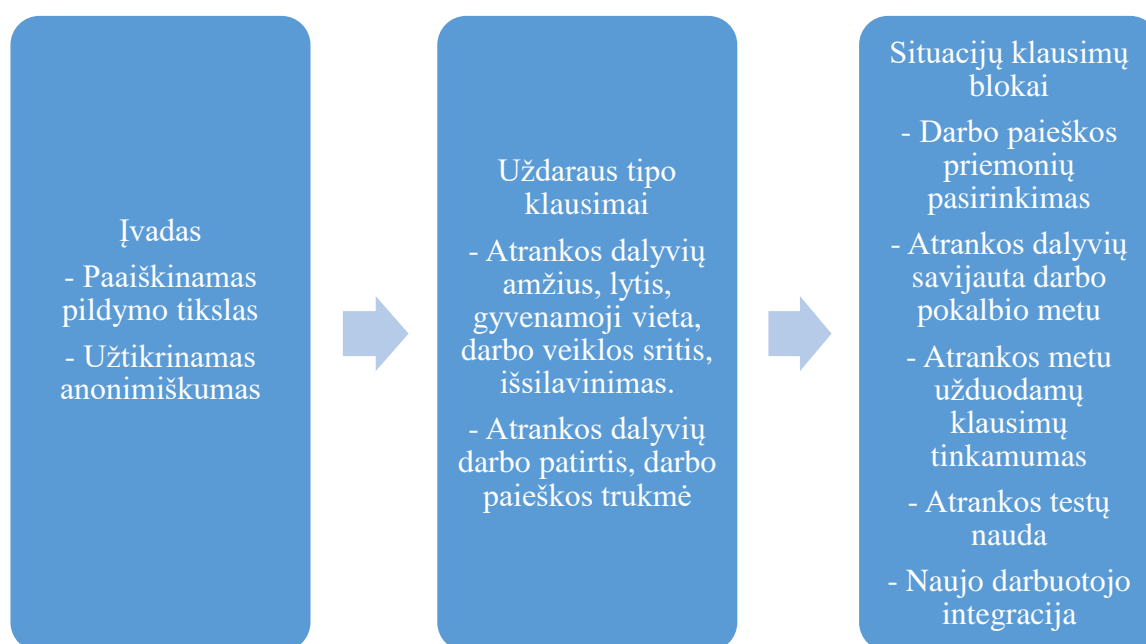 Įvadas
- Paaiškinamas
pildymo tikslas
- Užtikrinamas
anonimiškumas
Uždaraus tipo
klausimai
- Atrankos dalyvių
amžius, lytis,
gyvenamoji vieta,
darbo veiklos sritis,
išsilavinimas.
- Atrankos dalyvių
darbo patirtis, darbo
paieškos trukmė
Situacijų klausimų
blokai
- Darbo paieškos
priemonių
pasirinkimas
- Atrankos dalyvių
savijauta darbo
pokalbio metu
- Atrankos metu
užduodamų
klausimų
tinkamumas
- Atrankos testų
nauda
- Naujo darbuotojo
integracija